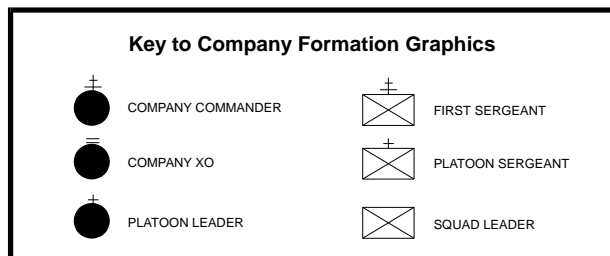 Key to Company Formation Graphics
COMPANY COMMANDER
FIRST SERGEANT
COMPANY XO
PLATOON SERGEANT
PLATOON LEADER
SQUAD LEADER